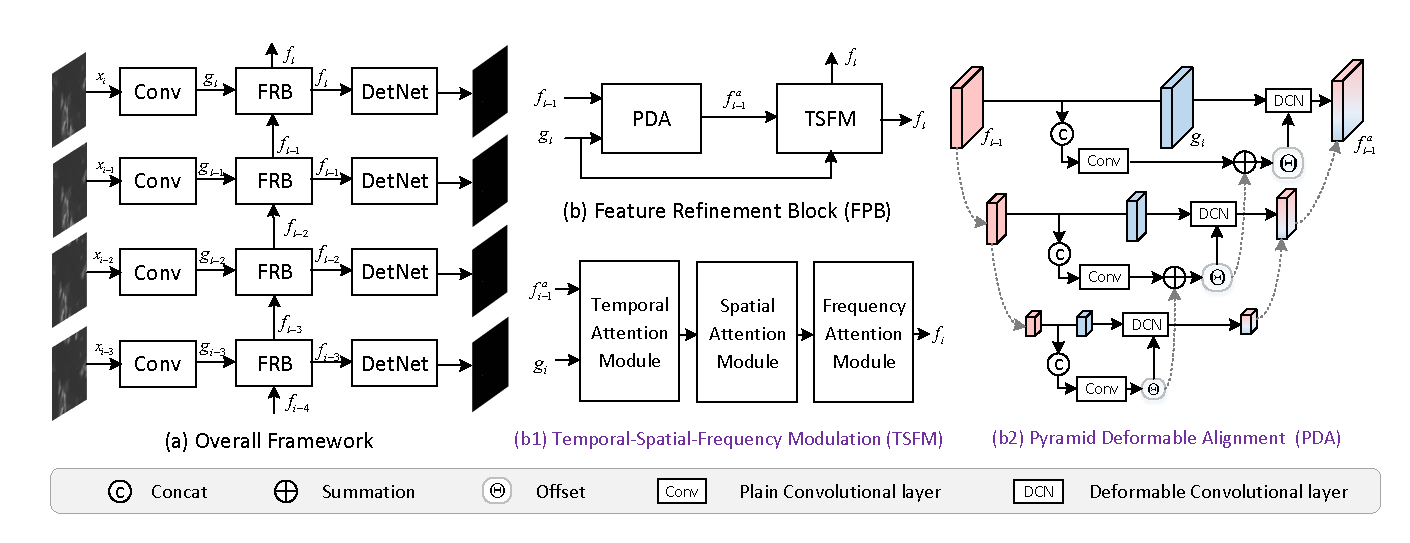 x_i Conv g_i FRB f_i f_i DetNet
f_{i-1}
x_{i-1} Conv g_{i-1} FRB f_{i-1} DetNet
f_{i-2}
x_{i-2} Conv g_{i-2} FRB f_{i-2} DetNet
f_{i-3}
x_{i-3} Conv g_{i-3} FRB f_{i-3} DetNet
f_{i-4}
(a) Overall Framework
f_i
f_{i-1} PDA f^a_{i-1} TSFM f_i
g_i
(b) Feature Refinement Block (FPB)
f^a_{i-1}
g_i
Temporal
Attention
Module
Spatial
Attention
Module
Frequency
Attention
Module
f_i
(b1) Temporal-Spatial-Frequency Modulation (TSFM)
f_{i-1} C g_i DCN f^a_{i-1}
Conv Θ
DCN
C
Conv Θ
DCN
C
Conv Θ
(b2) Pyramid Deformable Alignment (PDA)
C Concat Summation Θ Offset Conv Plain Convolutional layer DCN Deformable Convolutional layer